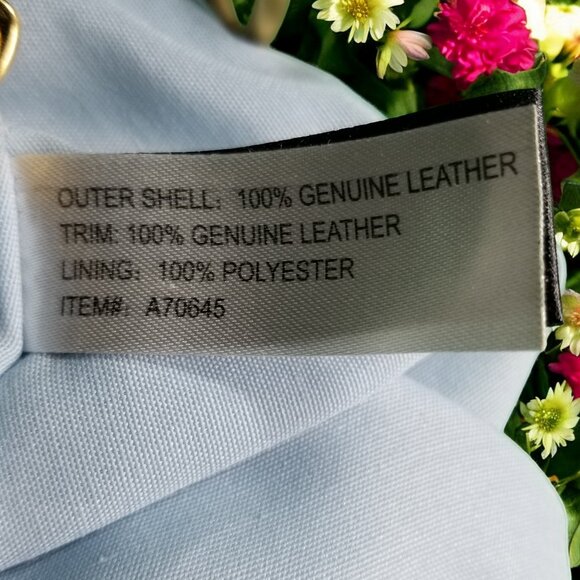 OUTER SHELL: 100% GENUINE LEATHER
TRIM: 100% GENUINE LEATHER
LINING: 100% POLYESTER
ITEM#: A70645